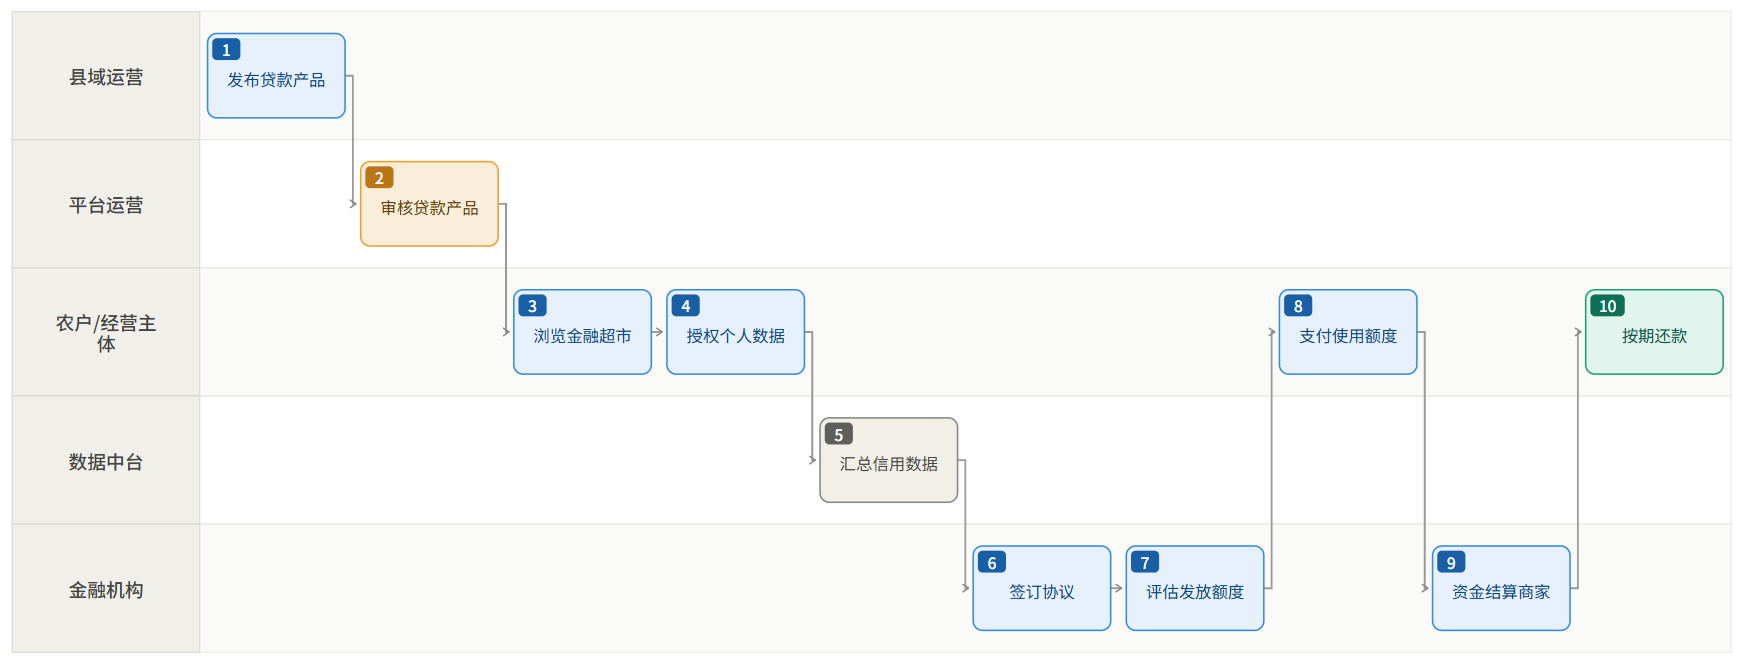 县域运营
1
发布贷款产品
平台运营
2
审核贷款产品
农户/经营主
体
3
浏览金融超市
4
授权个人数据
8
支付使用额度
10
按期还款
数据中台
5
汇总信用数据
金融机构
6
签订协议
7
评估发放额度
9
资金结算商家